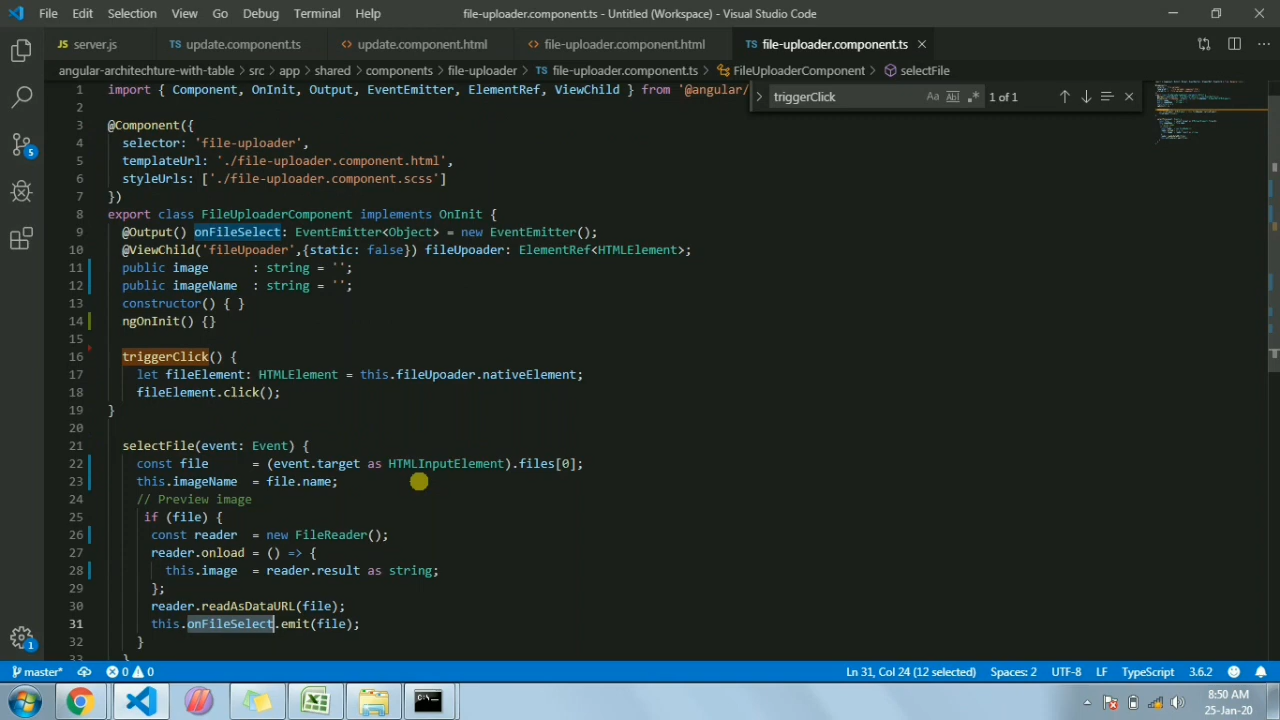 File Edit Selection View Go Debug Terminal Help file-uploader.component.ts - Untitled (Workspace) - Visual Studio Code
JS server.js TS update.component.ts <> update.component.html <> file-uploader.component.html TS file-uploader.component.ts
angular-architechture-with-table › src › app › shared › components › file-uploader › TS file-uploader.component.ts › FileUploaderComponent › selectFile
triggerClick Aa Abl .* 1 of 1
1 import { Component, OnInit, Output, EventEmitter, ElementRef, ViewChild } from '@angular/
2
3 @Component({
4 selector: 'file-uploader',
5 templateUrl: './file-uploader.component.html',
6 styleUrls: ['./file-uploader.component.scss']
7 })
8 export class FileUploaderComponent implements OnInit {
9 @Output() onFileSelect: EventEmitter<Object> = new EventEmitter();
10 @ViewChild('fileUpoader',{static: false}) fileUpoader: ElementRef<HTMLElement>;
11 public image : string = '';
12 public imageName : string = '';
13 constructor() { }
14 ngOnInit() {}
15
16 triggerClick() {
17 let fileElement: HTMLElement = this.fileUpoader.nativeElement;
18 fileElement.click();
19 }
20
21 selectFile(event: Event) {
22 const file = (event.target as HTMLInputElement).files[0];
23 this.imageName = file.name;
24 // Preview image
25 if (file) {
26 const reader = new FileReader();
27 reader.onload = () => {
28 this.image = reader.result as string;
29 };
30 reader.readAsDataURL(file);
31 this.onFileSelect.emit(file);
32 }
33 }
5
1
master* 0 0 Ln 31, Col 24 (12 selected) Spaces: 2 UTF-8 LF TypeScript 3.6.2
8:50 AM
25-Jan-20